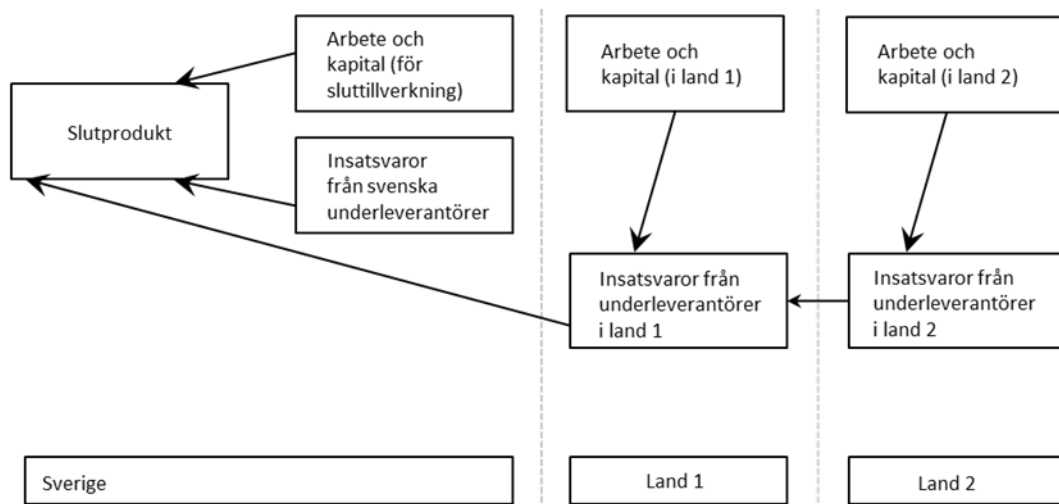 Arbete och
kapital (för
sluttillverkning)
Arbete och
kapital (i land 1)
Arbete och
kapital (i land 2)
Slutprodukt
Insatsvaror
från svenska
underleverantörer
Insatsvaror från
underleverantörer
i land 1
Insatsvaror från
underleverantörer
i land 2
Sverige
Land 1
Land 2